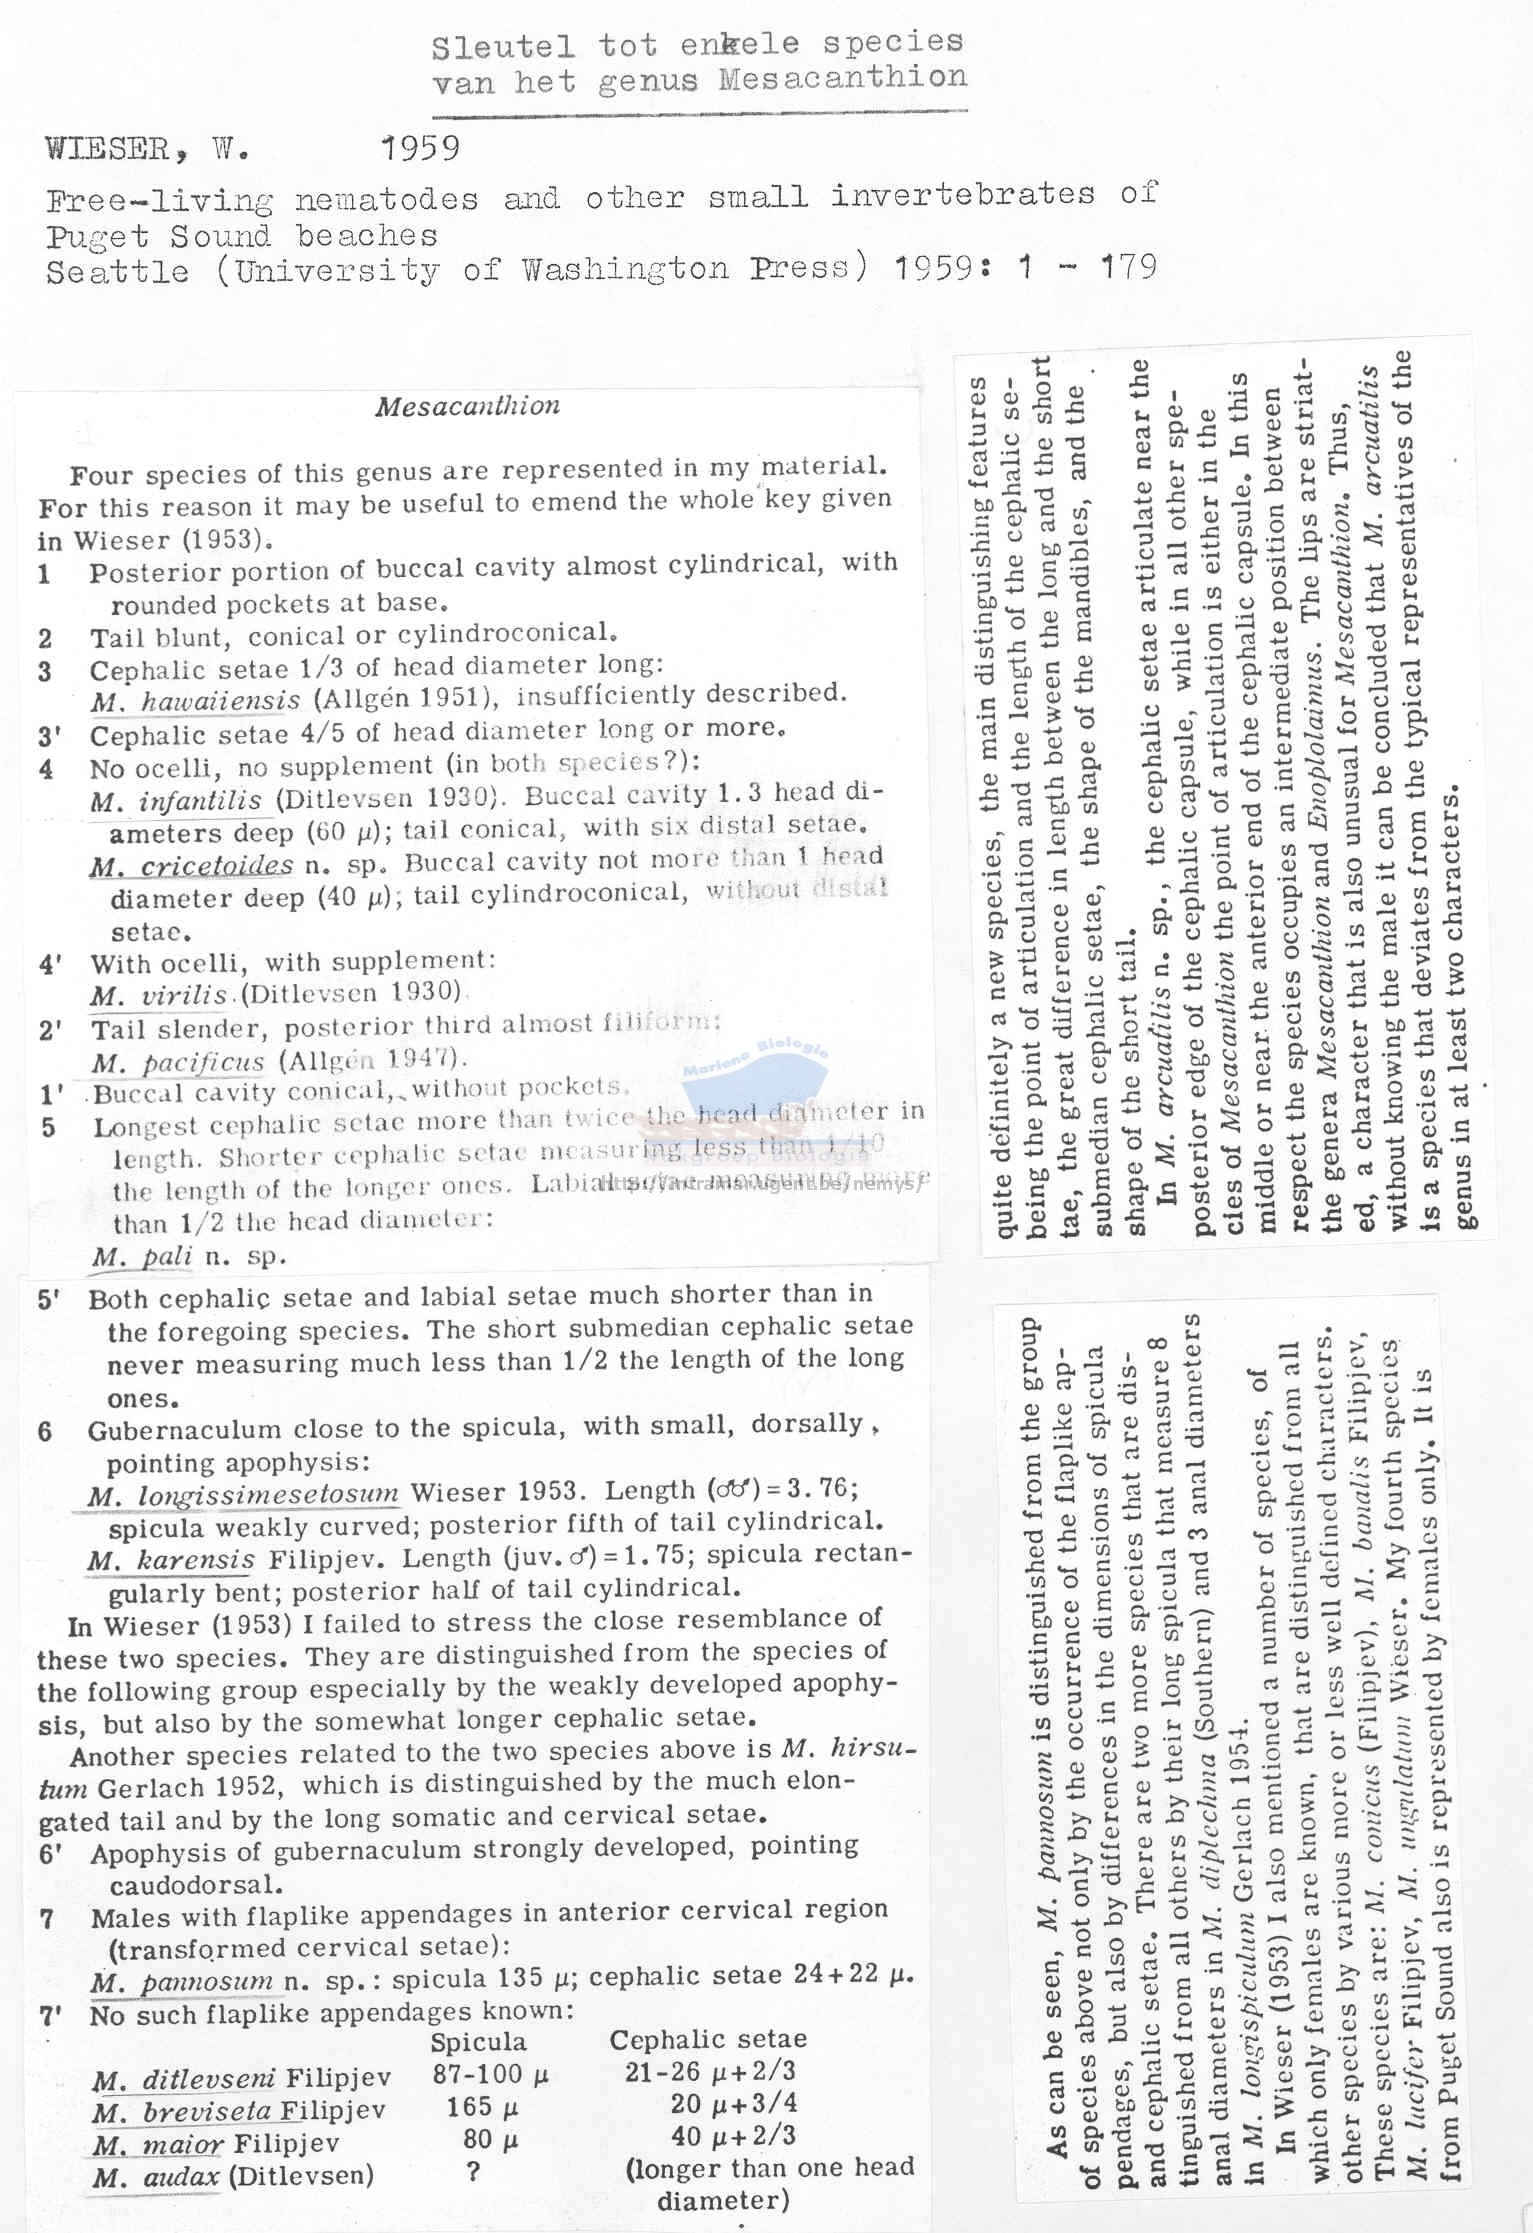 Sleutel tot enkele species
van het genus Mesacanthion
WIESER, W. 1959
Free-living nematodes and other small invertebrates of
Puget Sound beaches
Seattle (University of Washington Press) 1959: 1 - 179
Mesacanthion
Four species of this genus are represented in my material.
For this reason it may be useful to emend the whole key given
in Wieser (1953).
1 Posterior portion of buccal cavity almost cylindrical, with
rounded pockets at base.
2 Tail blunt, conical or cylindroconical.
3 Cephalic setae 1/3 of head diameter long:
M. hawaiiensis (Allgén 1951), insufficiently described.
3' Cephalic setae 4/5 of head diameter long or more.
4 No ocelli, no supplement (in both species?):
M. infantilis (Ditlevsen 1930). Buccal cavity 1.3 head di-
ameters deep (60 μ); tail conical, with six distal setae.
M. cricetoides n. sp. Buccal cavity not more than 1 head
diameter deep (40 μ); tail cylindroconical, without distal
setae.
4' With ocelli, with supplement:
M. virilis (Ditlevsen 1930)
2' Tail slender, posterior third almost filiform:
M. pacificus (Allgén 1947).
1' Buccal cavity conical, without pockets.
5 Longest cephalic setae more than twice the head diameter in
length. Shorter cephalic setae measuring less than 1/10
the length of the longer ones. Labial setae measuring more
than 1/2 the head diameter:
M. pali n. sp.
5' Both cephalic setae and labial setae much shorter than in
the foregoing species. The short submedian cephalic setae
never measuring much less than 1/2 the length of the long
ones.
6 Gubernaculum close to the spicula, with small, dorsally,
pointing apophysis:
M. longissimesetosum Wieser 1953. Length (♂♂) = 3.76;
spicula weakly curved; posterior fifth of tail cylindrical.
M. karensis Filipjev. Length (juv. ♂) = 1.75; spicula rectan-
gularly bent; posterior half of tail cylindrical.
In Wieser (1953) I failed to stress the close resemblance of
these two species. They are distinguished from the species of
the following group especially by the weakly developed apophy-
sis, but also by the somewhat longer cephalic setae.
Another species related to the two species above is M. hirsu-
tum Gerlach 1952, which is distinguished by the much elon-
gated tail and by the long somatic and cervical setae.
6' Apophysis of gubernaculum strongly developed, pointing
caudodorsal.
7 Males with flaplike appendages in anterior cervical region
(transformed cervical setae):
M. pannosum n. sp.: spicula 135 μ; cephalic setae 24+22 μ.
7' No such flaplike appendages known:
Spicula Cephalic setae
M. ditlevseni Filipjev 87-100 μ 21-26 μ+2/3
M. breviseta Filipjev 165 μ 20 μ+3/4
M. maior Filipjev 80 μ 40 μ+2/3
M. audax (Ditlevsen) ? (longer than one head
diameter)
As can be seen, M. pannosum is distinguished from the group
of species above not only by the occurrence of the flaplike ap-
pendages, but also by differences in the dimensions of spicula
and cephalic setae. There are two more species that are dis-
tinguished from all others by their long spicula that measure 8
anal diameters in M. diplechma (Southern) and 3 anal diameters
in M. longispiculum Gerlach 1954.
In Wieser (1953) I also mentioned a number of species, of
which only females are known, that are distinguished from all
other species by various more or less well defined characters.
These species are: M. conicus (Filipjev), M. banalis Filipjev,
M. lucifer Filipjev, M. ungulatum Wieser. My fourth species
from Puget Sound also is represented by females only. It is
quite definitely a new species, the main distinguishing features
being the point of articulation and the length of the cephalic se-
tae, the great difference in length between the long and the short
submedian cephalic setae, the shape of the mandibles, and the
shape of the short tail.
In M. arcuatilis n. sp., the cephalic setae articulate near the
posterior edge of the cephalic capsule, while in all other spe-
cies of Mesacanthion the point of articulation is either in the
middle or near the anterior end of the cephalic capsule. In this
respect the species occupies an intermediate position between
the genera Mesacanthion and Enoplolaimus. The lips are striat-
ed, a character that is also unusual for Mesacanthion. Thus,
without knowing the male it can be concluded that M. arcuatilis
is a species that deviates from the typical representatives of the
genus in at least two characters.
Mariene Biologie
http://intramar.ugent.be/nemys/